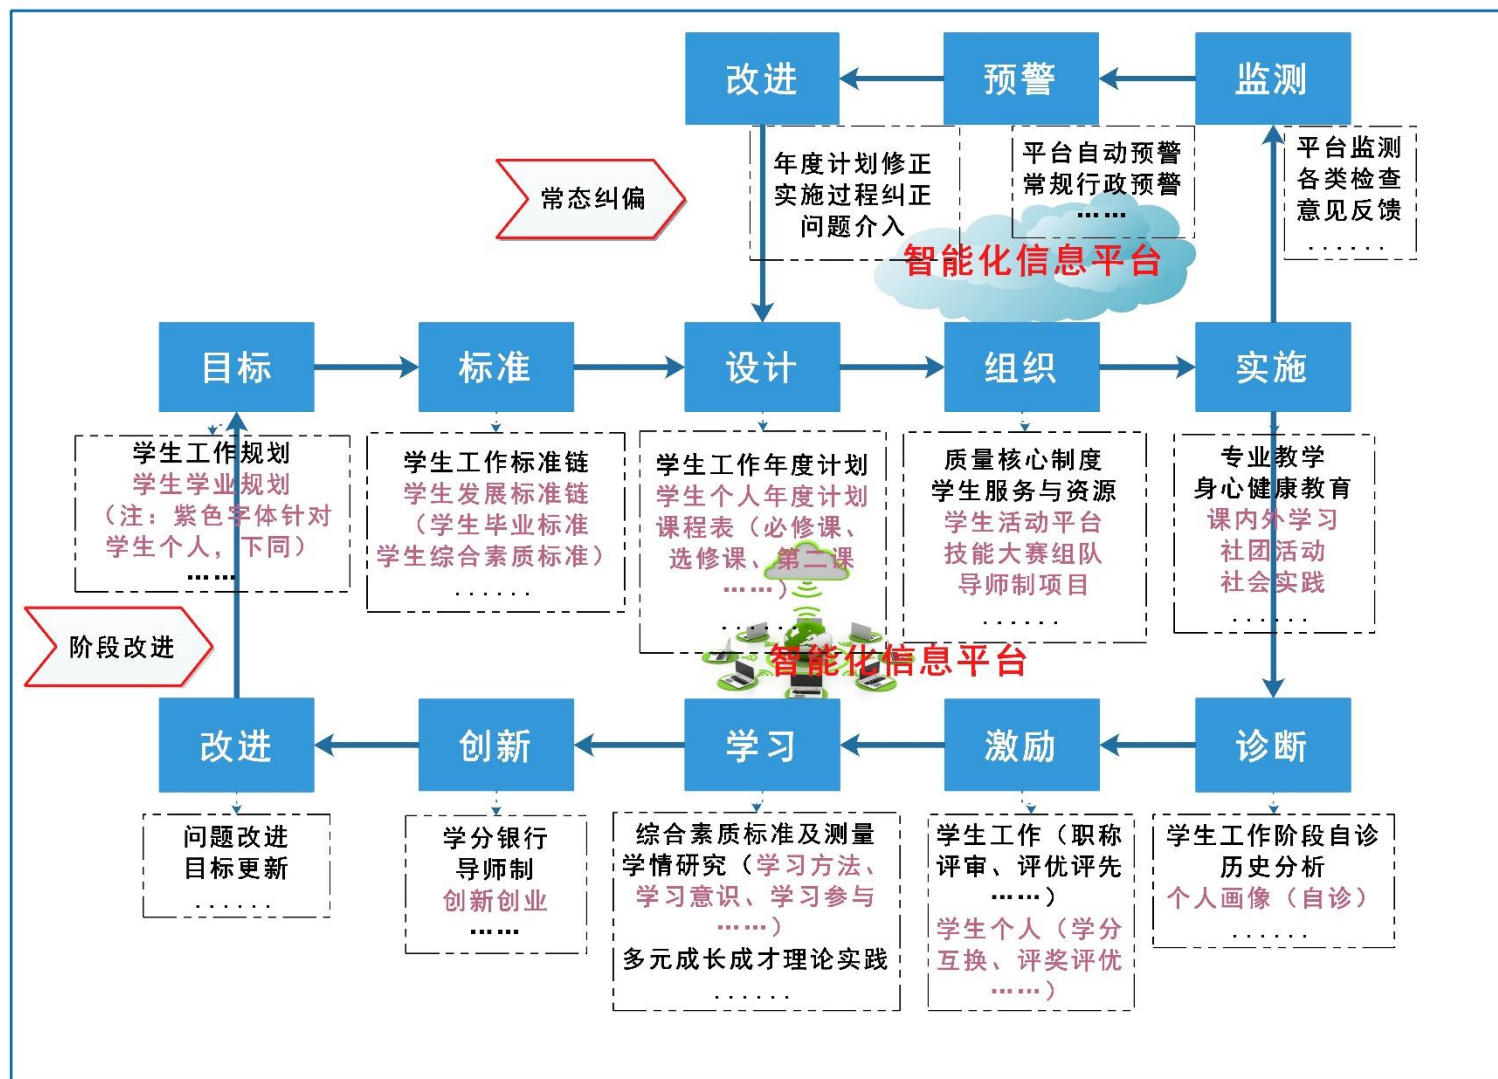 改进
预警
监测
年度计划修正
实施过程纠正
问题介入
平台自动预警
常规行政预警
……
平台监测
各类检查
意见反馈
......
常态纠偏
智能化信息平台
目标
标准
设计
组织
实施
学生工作规划
学生学业规划
（注：紫色字体针对
学生个人，下同）
……
学生工作标准链
学生发展标准链
（学生毕业标准
学生综合素质标准）
......
学生工作年度计划
学生个人年度计划
课程表（必修课、
选修课、第二课
……）
......
质量核心制度
学生服务与资源
学生活动平台
技能大赛组队
导师制项目
......
专业教学
身心健康教育
课内外学习
社团活动
社会实践
......
阶段改进
智能化信息平台
改进
创新
学习
激励
诊断
问题改进
目标更新
......
学分银行
导师制
创新创业
……
综合素质标准及测量
学情研究（学习方法、
学习意识、学习参与
……）
多元成长成才理论实践
......
学生工作（职称
评审、评优评先
……）
学生个人（学分
互换、评奖评优
……）
学生工作阶段自诊
历史分析
个人画像（自诊）
......